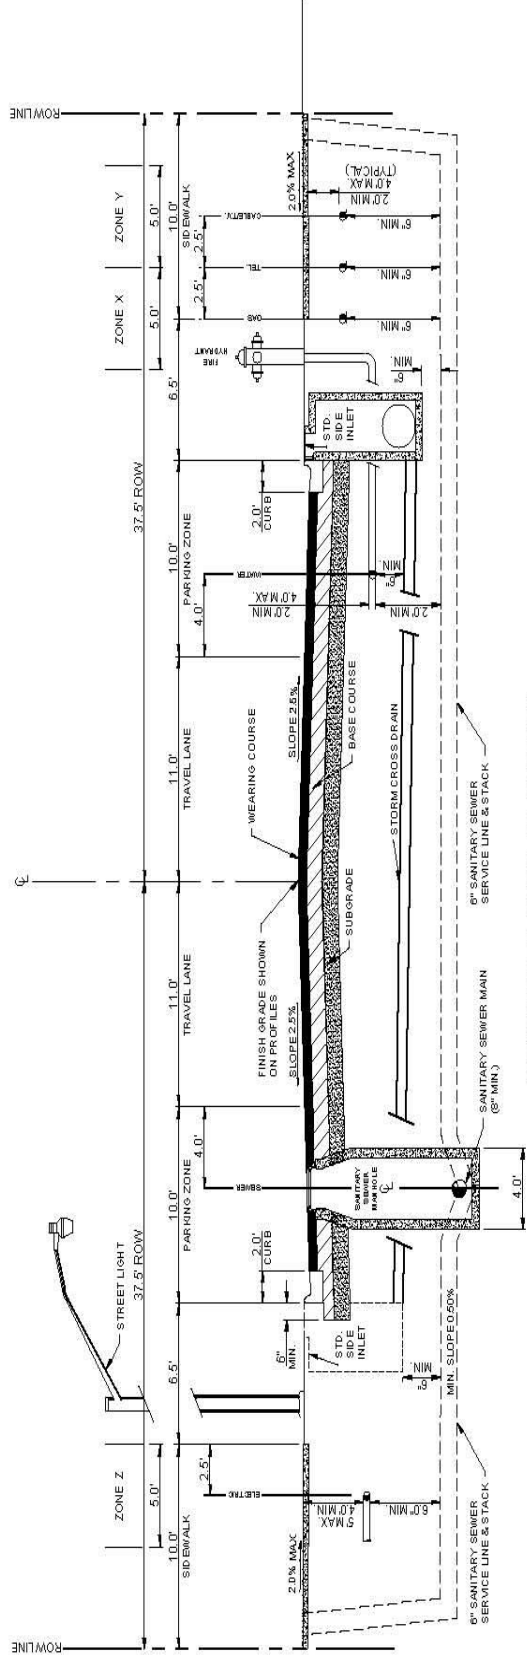 ROW LINE
ROW LINE
℄
ZONE Z
5.0'
10.0'
SIDEWALK
2.5'
ELECTRIC
2.0% MAX
5' MAX.
4.0' MIN.
6.0' MIN.
6" SANITARY SEWER
SERVICE LINE & STACK
6.5'
STREET LIGHT
37.5' ROW
6"
MIN.
STD.
SIDE
INLET
6"
MIN.
MIN. SLOPE 0.50%
10.0'
PARKING ZONE
2.0'
CURB
SEWER
4.0'
SANITARY
SEWER
MANHOLE
℄
4.0'
SANITARY SEWER MAIN
(8" MIN.)
11.0'
TRAVEL LANE
SLOPE 2.5%
FINISH GRADE SHOWN
ON PROFILES
SUBGRADE
11.0'
TRAVEL LANE
WEARING COURSE
SLOPE 2.5%
BASE COURSE
STORM CROSS DRAIN
6" SANITARY SEWER
SERVICE LINE & STACK
37.5' ROW
10.0'
PARKING ZONE
4.0'
WATER
2.0' MIN
4.0' MAX.
2.0' MIN
6"
MIN.
2.0'
CURB
STD.
SIDE
INLET
6"
MIN.
6.5'
FIRE
HYDRANT
ZONE X
5.0'
ZONE Y
5.0'
10.0'
SIDEWALK
2.5'
2.5'
GAS
TEL.
CABLE T.V.
2.0% MAX
2.0' MIN
4.0' MAX.
(TYPICAL)
6" MIN.
6" MIN.
6" MIN.